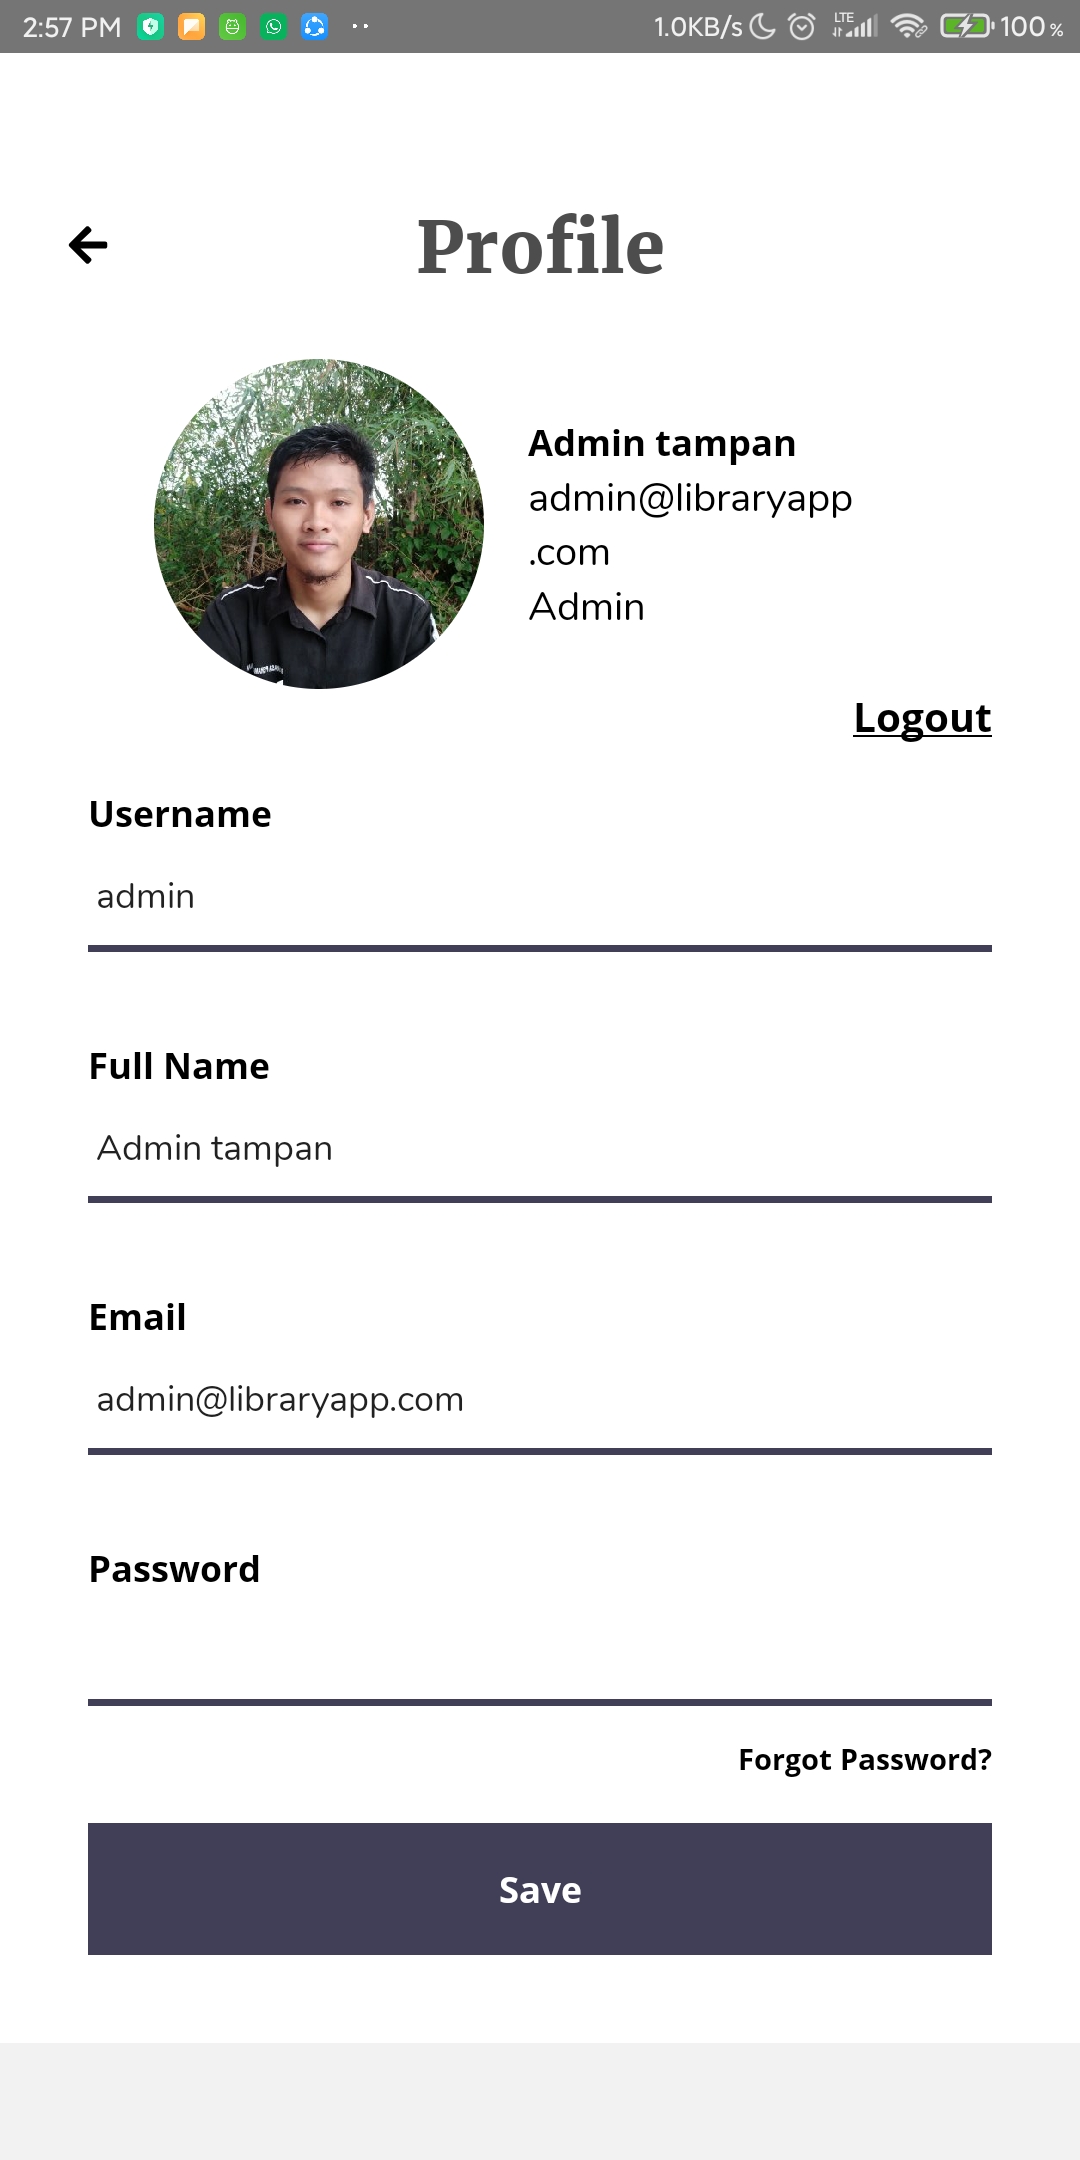 2:57 PM
1.0KB/s
LTE
100 %
Profile
Admin tampan
admin@libraryapp
.com
Admin
Logout
Username
admin
Full Name
Admin tampan
Email
admin@libraryapp.com
Password
Forgot Password?
Save